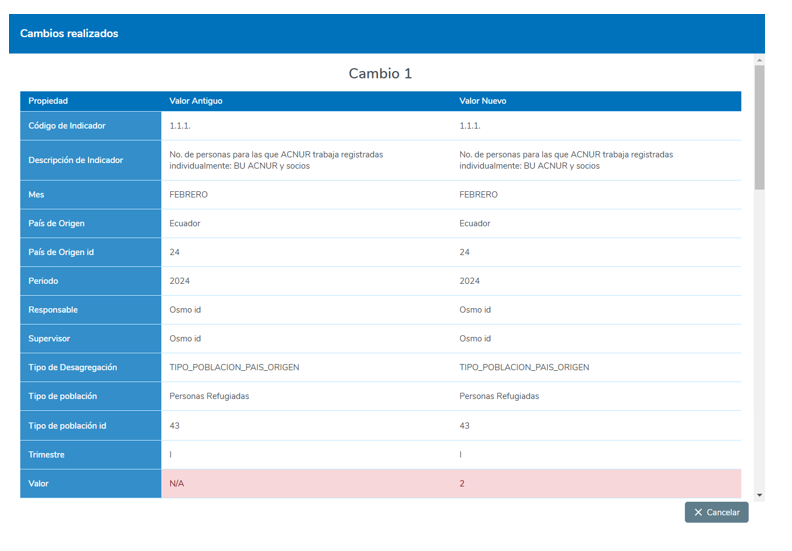 Cambios realizados
Cambio 1
Propiedad Valor Antiguo Valor Nuevo
Código de Indicador 1.1.1. 1.1.1.
Descripción de Indicador No. de personas para las que ACNUR trabaja registradas individualmente: BU ACNUR y socios No. de personas para las que ACNUR trabaja registradas individualmente: BU ACNUR y socios
Mes FEBRERO FEBRERO
País de Origen Ecuador Ecuador
País de Origen id 24 24
Periodo 2024 2024
Responsable Osmo id Osmo id
Supervisor Osmo id Osmo id
Tipo de Desagregación TIPO_POBLACION_PAIS_ORIGEN TIPO_POBLACION_PAIS_ORIGEN
Tipo de población Personas Refugiadas Personas Refugiadas
Tipo de población id 43 43
Trimestre I I
Valor N/A 2
Cancelar